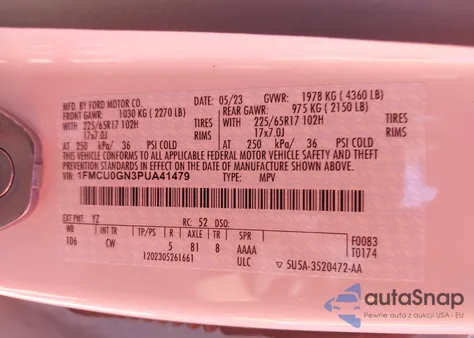 MFD. BY FORD MOTOR CO.
05/23 GVWR: 1978 KG ( 4360 LB)
FRONT GAWR: 1030 KG ( 2270 LB) REAR GAWR: 975 KG ( 2150 LB)
WITH 225/65R17 102H TIRES WITH 225/65R17 102H TIRES
17x7.0J RIMS 17x7.0J RIMS
AT 250 kPa/ 36 PSI COLD AT 250 kPa/ 36 PSI COLD
THIS VEHICLE CONFORMS TO ALL APPLICABLE FEDERAL MOTOR VEHICLE SAFETY AND THEFT
PREVENTION STANDARDS IN EFFECT ON THE DATE OF MANUFACTURE SHOWN ABOVE.
VIN: 1FMCU0GN3PUA41479 TYPE: MPV
EXT PNT: YZ RC: 52 DSO:
WB INT TR TP/PS R AXLE TR SPR F0083
106 CW 5 81 8 AAAA T0174
1202305261661 ULC ▽ 5U5A-3520472-AA
autoSnap
Pewne auta z aukcji USA i EU